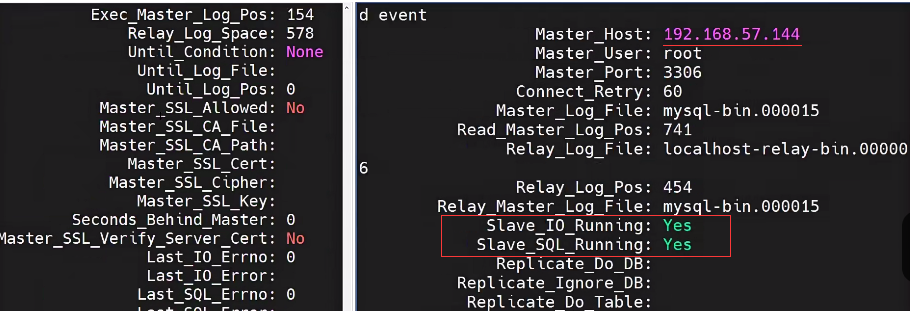 Exec_Master_Log_Pos: 154
Relay_Log_Space: 578
Until_Condition: None
Until_Log_File:
Until_Log_Pos: 0
Master_SSL_Allowed: No
Master_SSL_CA_File:
Master_SSL_CA_Path:
Master_SSL_Cert:
Master_SSL_Cipher:
Master_SSL_Key:
Seconds_Behind_Master: 0
Master_SSL_Verify_Server_Cert: No
Last_IO_Errno: 0
Last_IO_Error:
Last_SQL_Errno: 0
d event
Master_Host: 192.168.57.144
Master_User: root
Master_Port: 3306
Connect_Retry: 60
Master_Log_File: mysql-bin.000015
Read_Master_Log_Pos: 741
Relay_Log_File: localhost-relay-bin.00000
6
Relay_Log_Pos: 454
Relay_Master_Log_File: mysql-bin.000015
Slave_IO_Running: Yes
Slave_SQL_Running: Yes
Replicate_Do_DB:
Replicate_Ignore_DB:
Replicate_Do_Table: